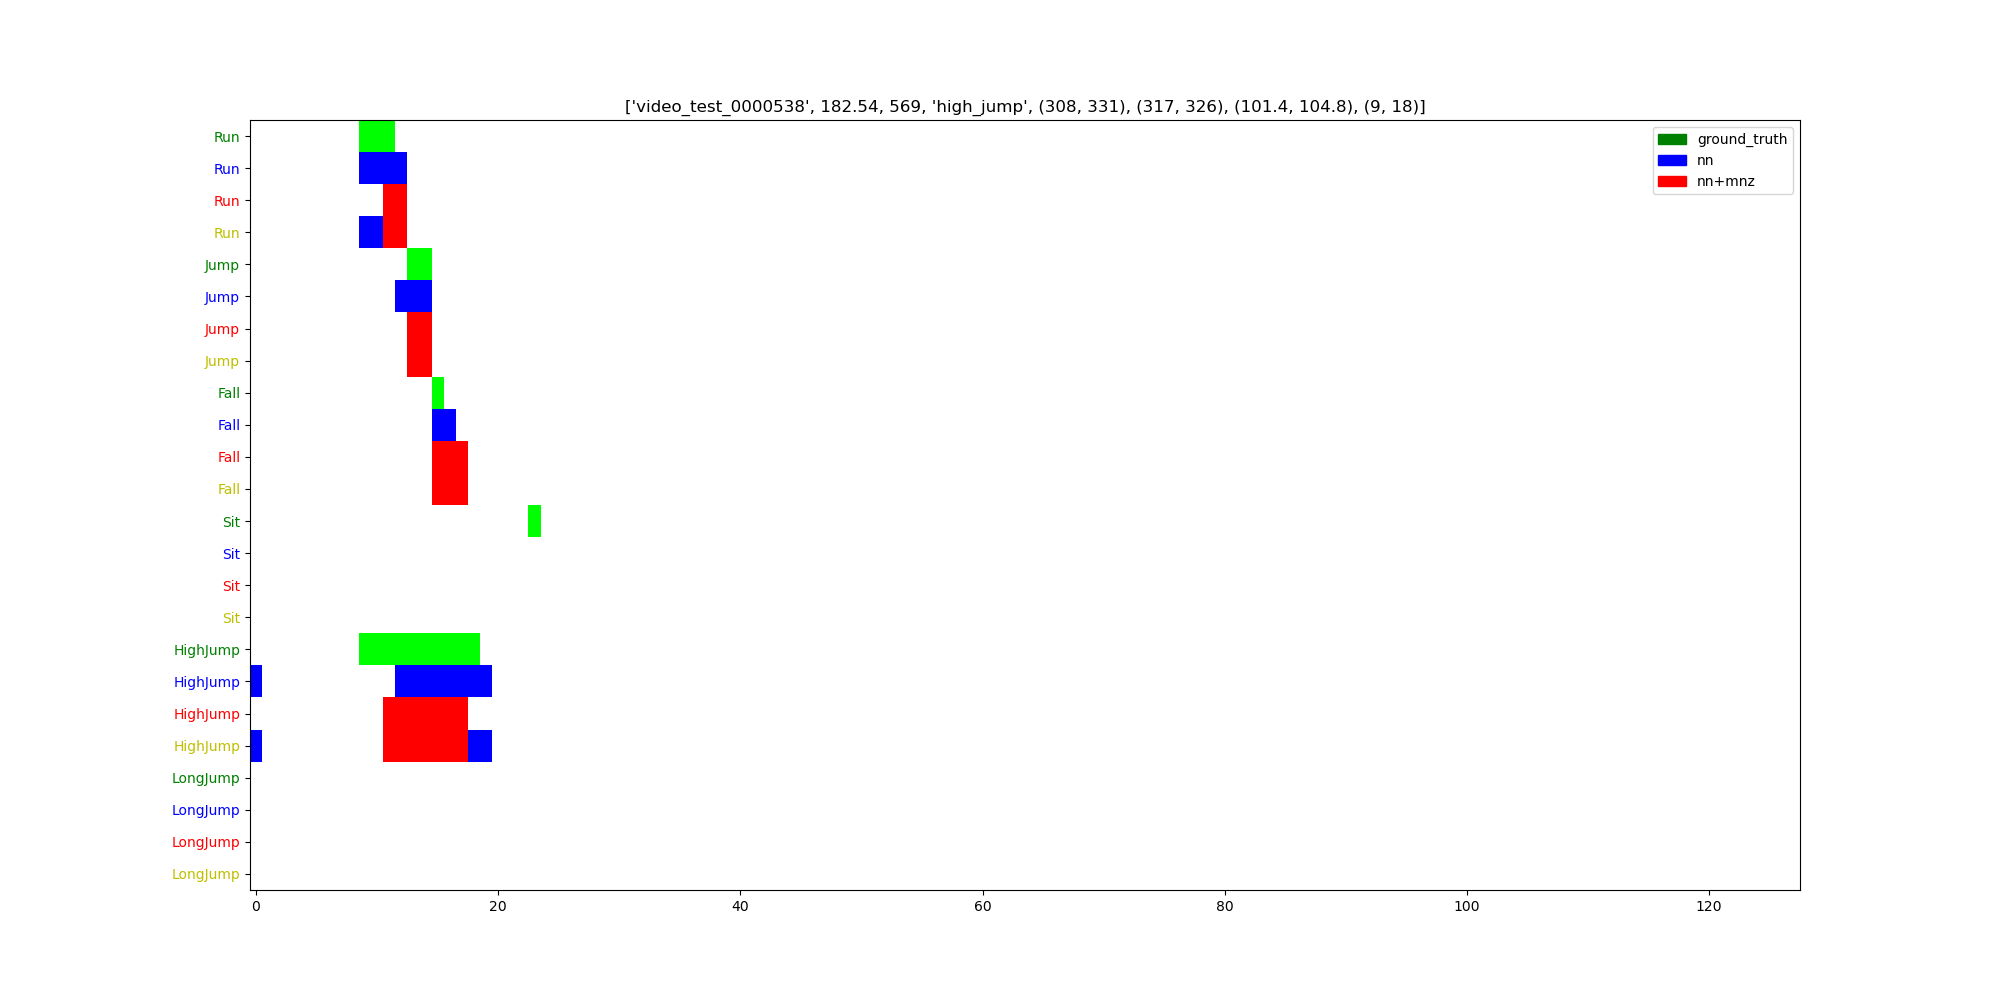 ['video_test_0000538', 182.54, 569, 'high_jump', (308, 331), (317, 326), (101.4, 104.8), (9, 18)]
ground_truth
nn
nn+mnz
Run
Run
Run
Run
Jump
Jump
Jump
Jump
Fall
Fall
Fall
Fall
Sit
Sit
Sit
Sit
HighJump
HighJump
HighJump
HighJump
LongJump
LongJump
LongJump
LongJump
0 20 40 60 80 100 120